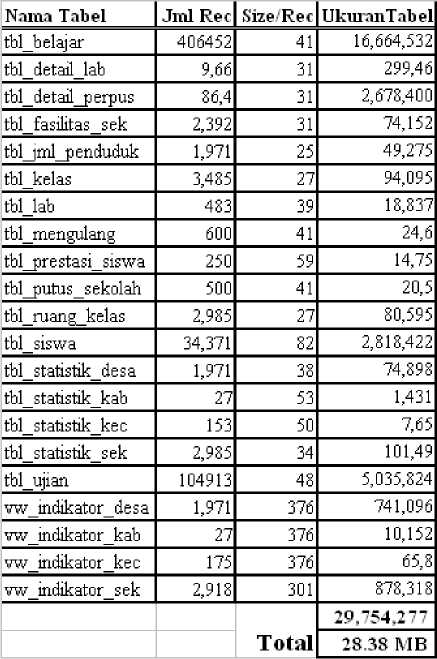 Nama Tabel Jml Rec Size/Rec UkuranTabel
tbl_belajar 406452 41 16,664,532
tbl_detail_lab 9,66 31 299,46
tbl_detail_perpus 86,4 31 2,678,400
tbl_fasilitas_sek 2,392 31 74,152
tbl_jml_penduduk 1,971 25 49,275
tbl_kelas 3,485 27 94,095
tbl_lab 483 39 18,837
tbl_mengulang 600 41 24,6
tbl_prestasi_siswa 250 59 14,75
tbl_putus_sekolah 500 41 20,5
tbl_ruang_kelas 2,985 27 80,595
tbl_siswa 34,371 82 2,818,422
tbl_statistik_desa 1,971 38 74,898
tbl_statistik_kab 27 53 1,431
tbl_statistik_kec 153 50 7,65
tbl_statistik_sek 2,985 34 101,49
tbl_ujian 104913 48 5,035,824
vw_indikator_desa 1,971 376 741,096
vw_indikator_kab 27 376 10,152
vw_indikator_kec 175 376 65,8
vw_indikator_sek 2,918 301 878,318
29,754,277
Total 28.38 MB